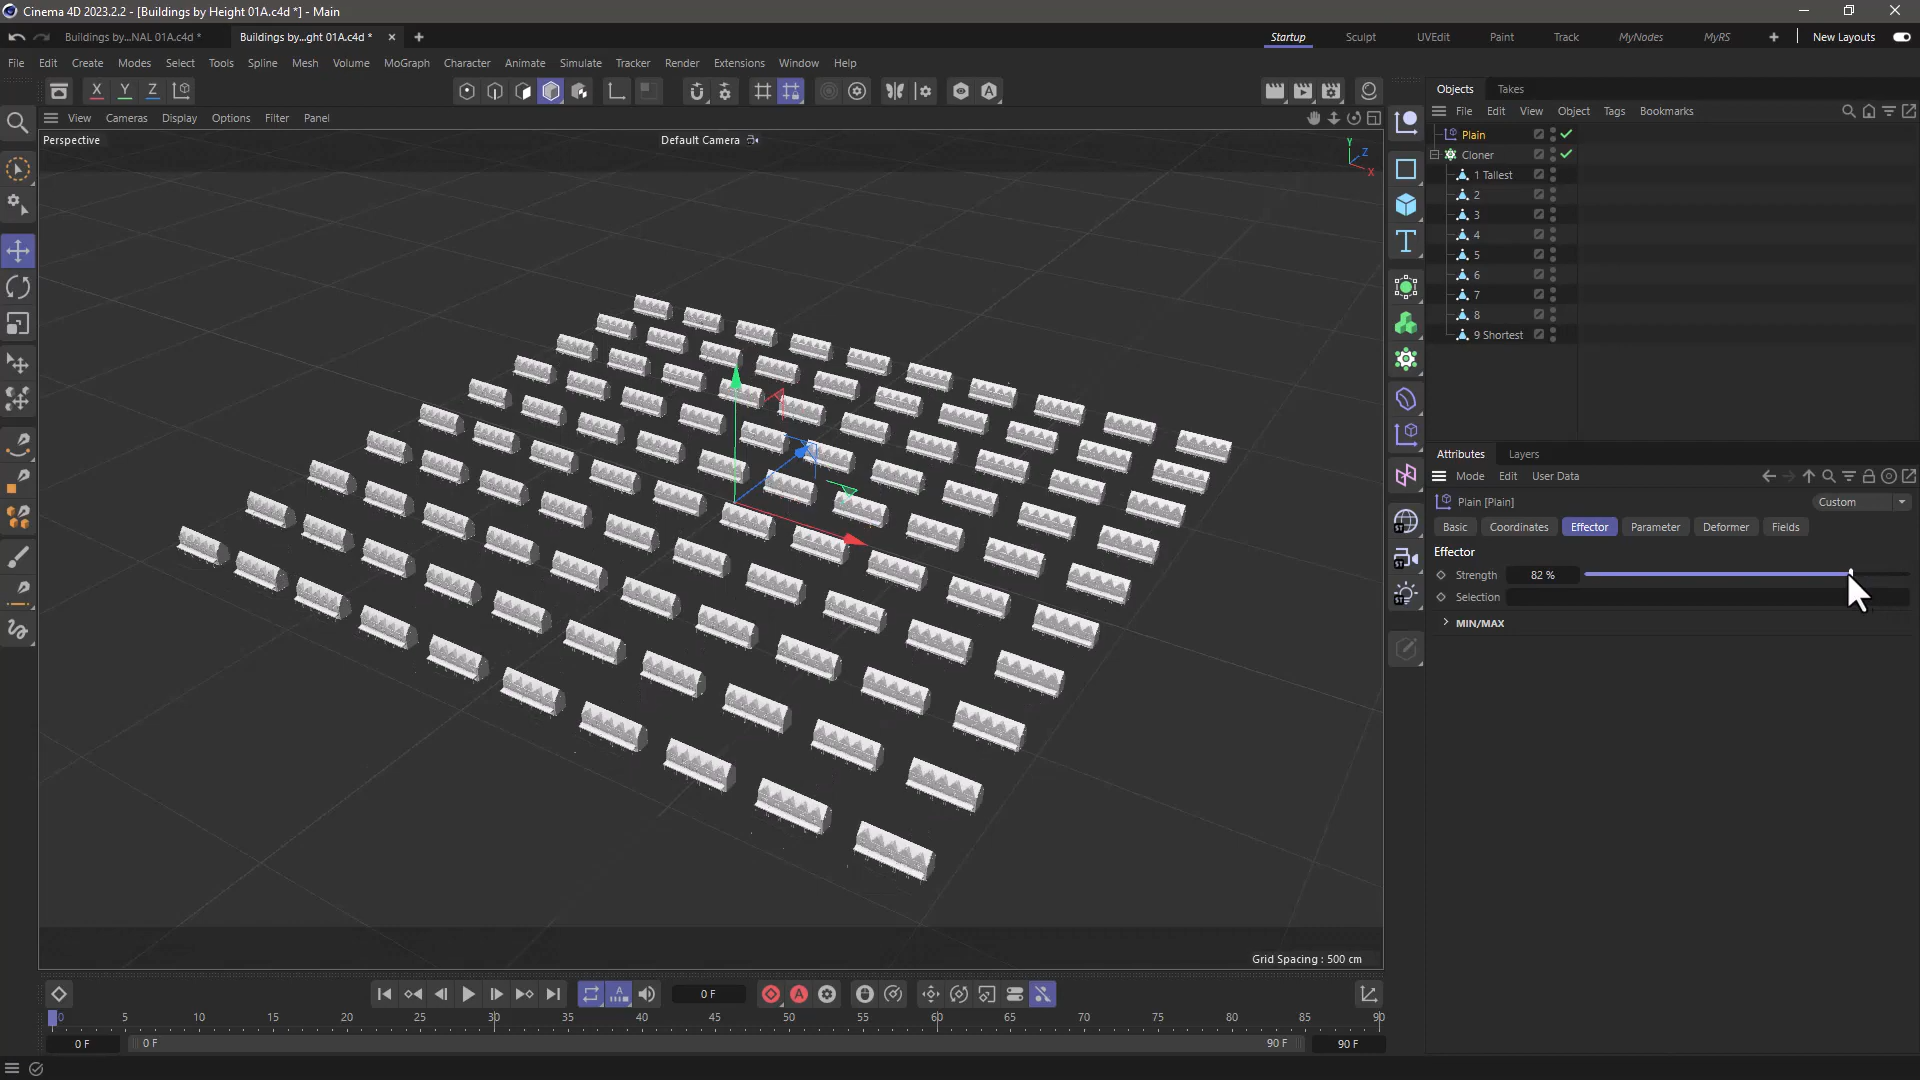 Cinema 4D 2023.2.2 - [Buildings by Height 01A.c4d *] - Main
Buildings by...NAL 01A.c4d *
Buildings by...ght 01A.c4d *
Startup
Sculpt
UVEdit
Paint
Track
MyNodes
MyRS
New Layouts
File Edit Create Modes Select Tools Spline Mesh Volume MoGraph Character Animate Simulate Tracker Render Extensions Window Help
X Y Z
View Cameras Display Options Filter Panel
Perspective
Default Camera
Y
Z
X
Grid Spacing : 500 cm
Objects Takes
File Edit View Object Tags Bookmarks
Plain
Cloner
1 Tallest
2
3
4
5
6
7
8
9 Shortest
Attributes Layers
Mode Edit User Data
Plain [Plain]
Custom
Basic Coordinates Effector Parameter Deformer Fields
Effector
Strength 82 %
Selection
MIN/MAX
0 F
0 5 10 15 20 25 30 35 40 45 50 55 60 65 70 75 80 85 90
0 F 0 F 90 F 90 F